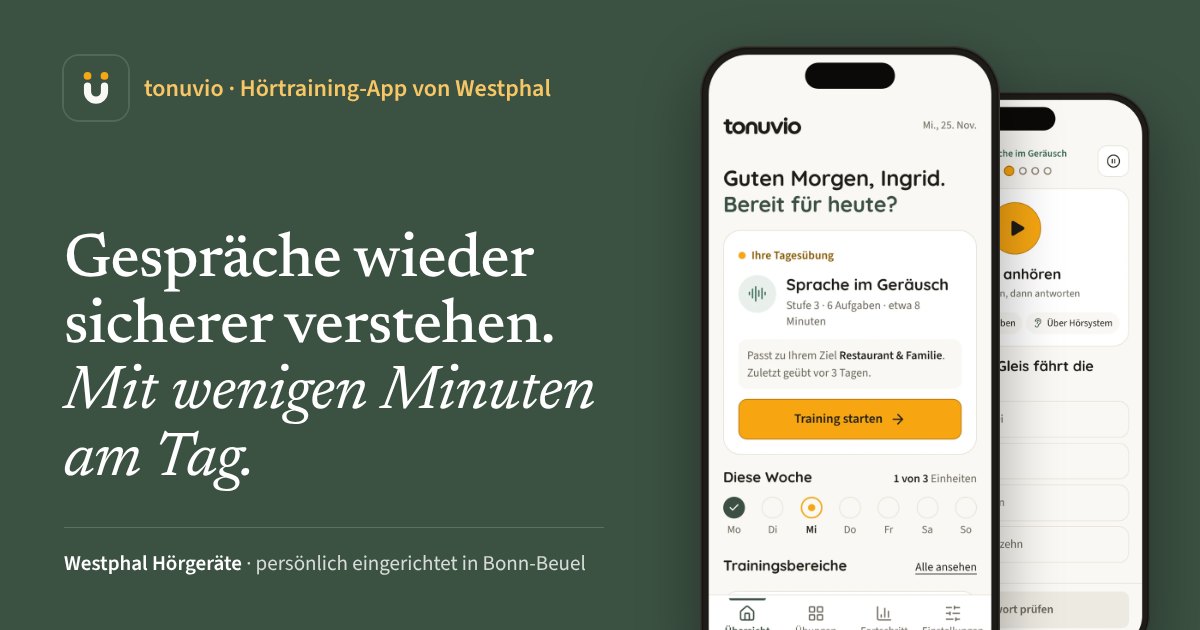 tonuvio · Hörtraining-App von Westphal
Gespräche wieder
sicherer verstehen.
Mit wenigen Minuten
am Tag.
Westphal Hörgeräte · persönlich eingerichtet in Bonn-Beuel
tonuvio
Mi., 25. Nov.
Guten Morgen, Ingrid.
Bereit für heute?
Ihre Tagesübung
Sprache im Geräusch
Stufe 3 · 6 Aufgaben · etwa 8
Minuten
Passt zu Ihrem Ziel Restaurant & Familie.
Zuletzt geübt vor 3 Tagen.
Training starten →
Diese Woche
1 von 3 Einheiten
Mo Di Mi Do Fr Sa So
Trainingsbereiche
Alle ansehen
Übersicht Übungen Fortschritt Einstellungen
im Geräusch
anhören
dann antworten
Über Hörsystem
Gleis fährt die
prüfen